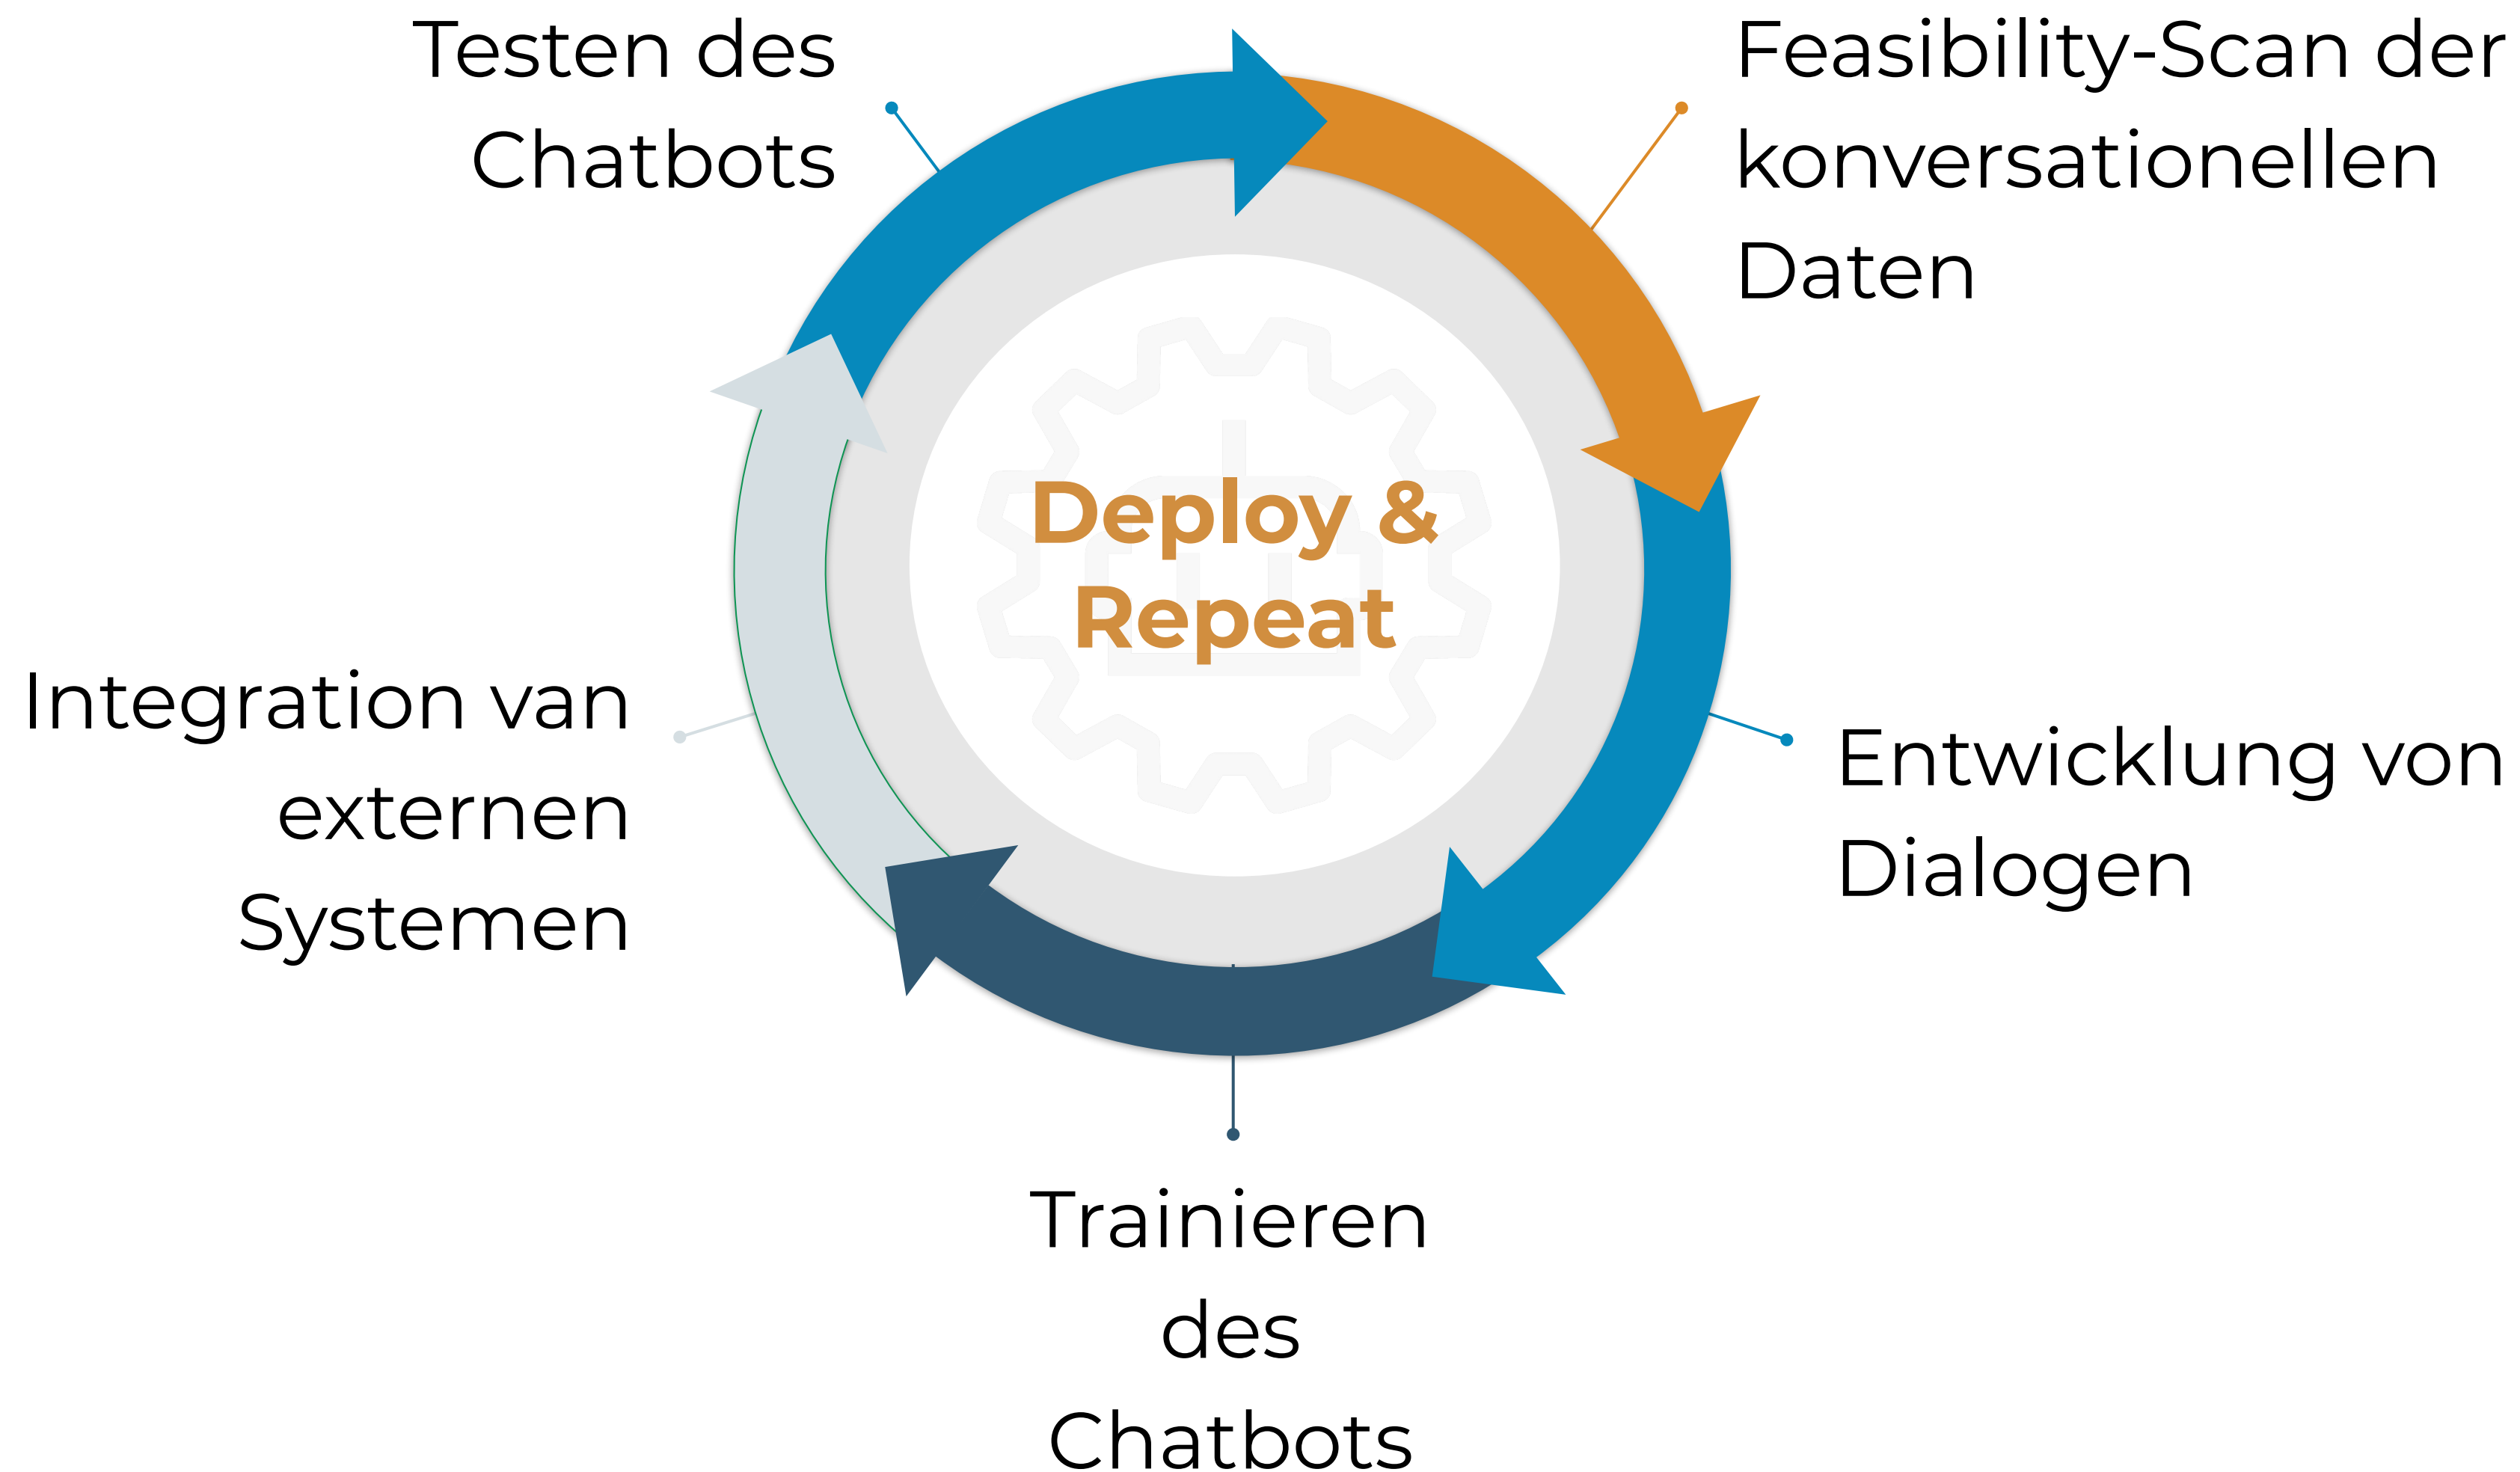 Testen des
Chatbots
Feasibility-Scan der
konversationellen
Daten
Deploy &
Repeat
Integration van
externen
Systemen
Entwicklung von
Dialogen
Trainieren
des
Chatbots